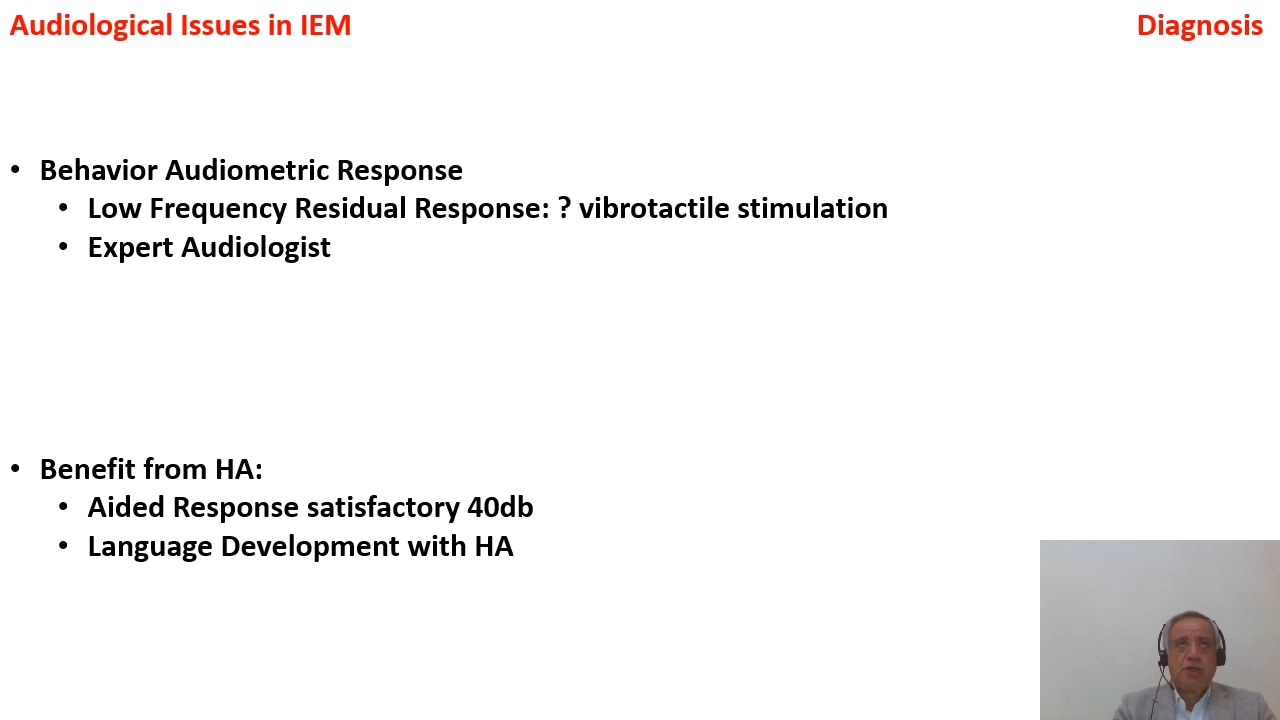 Audiological Issues in IEM
Diagnosis
• Behavior Audiometric Response
• Low Frequency Residual Response: ? vibrotactile stimulation
• Expert Audiologist
• Benefit from HA:
• Aided Response satisfactory 40db
• Language Development with HA